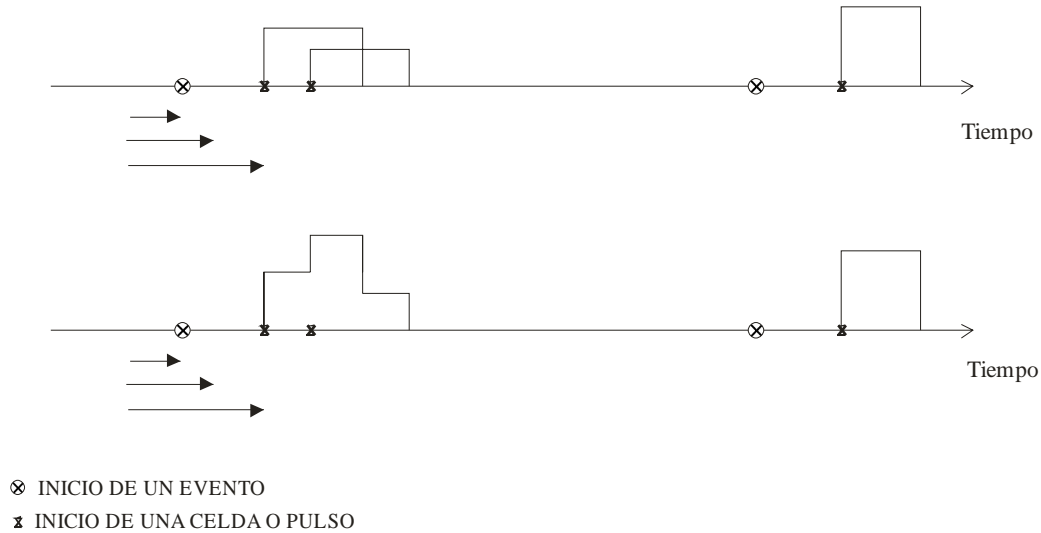 Tiempo
Tiempo
INICIO DE UN EVENTO
INICIO DE UNA CELDA O PULSO